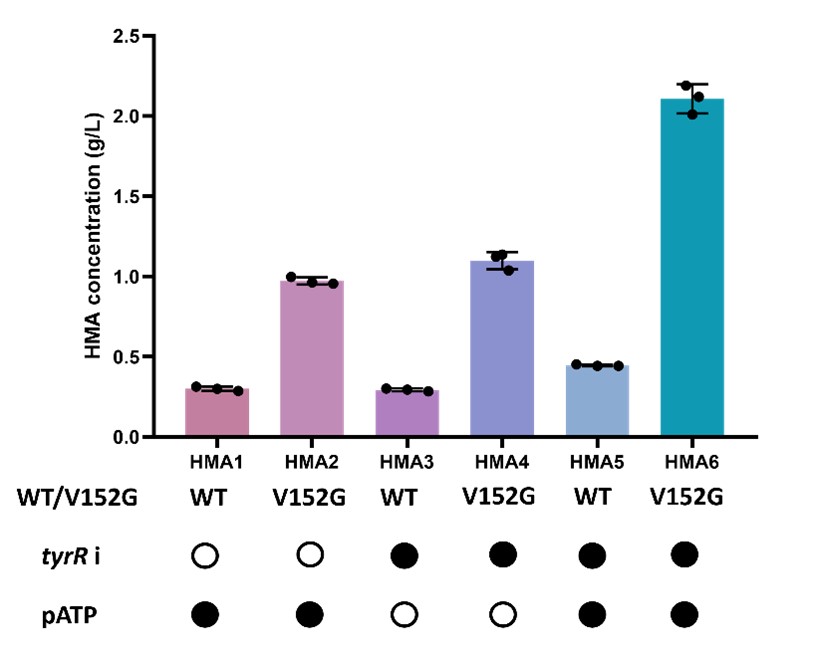 2.5
2.0
1.5
1.0
0.5
0.0
HMA concentration (g/L)
HMA1 HMA2 HMA3 HMA4 HMA5 HMA6
WT/V152G WT V152G WT V152G WT V152G
tyrR i
pATP